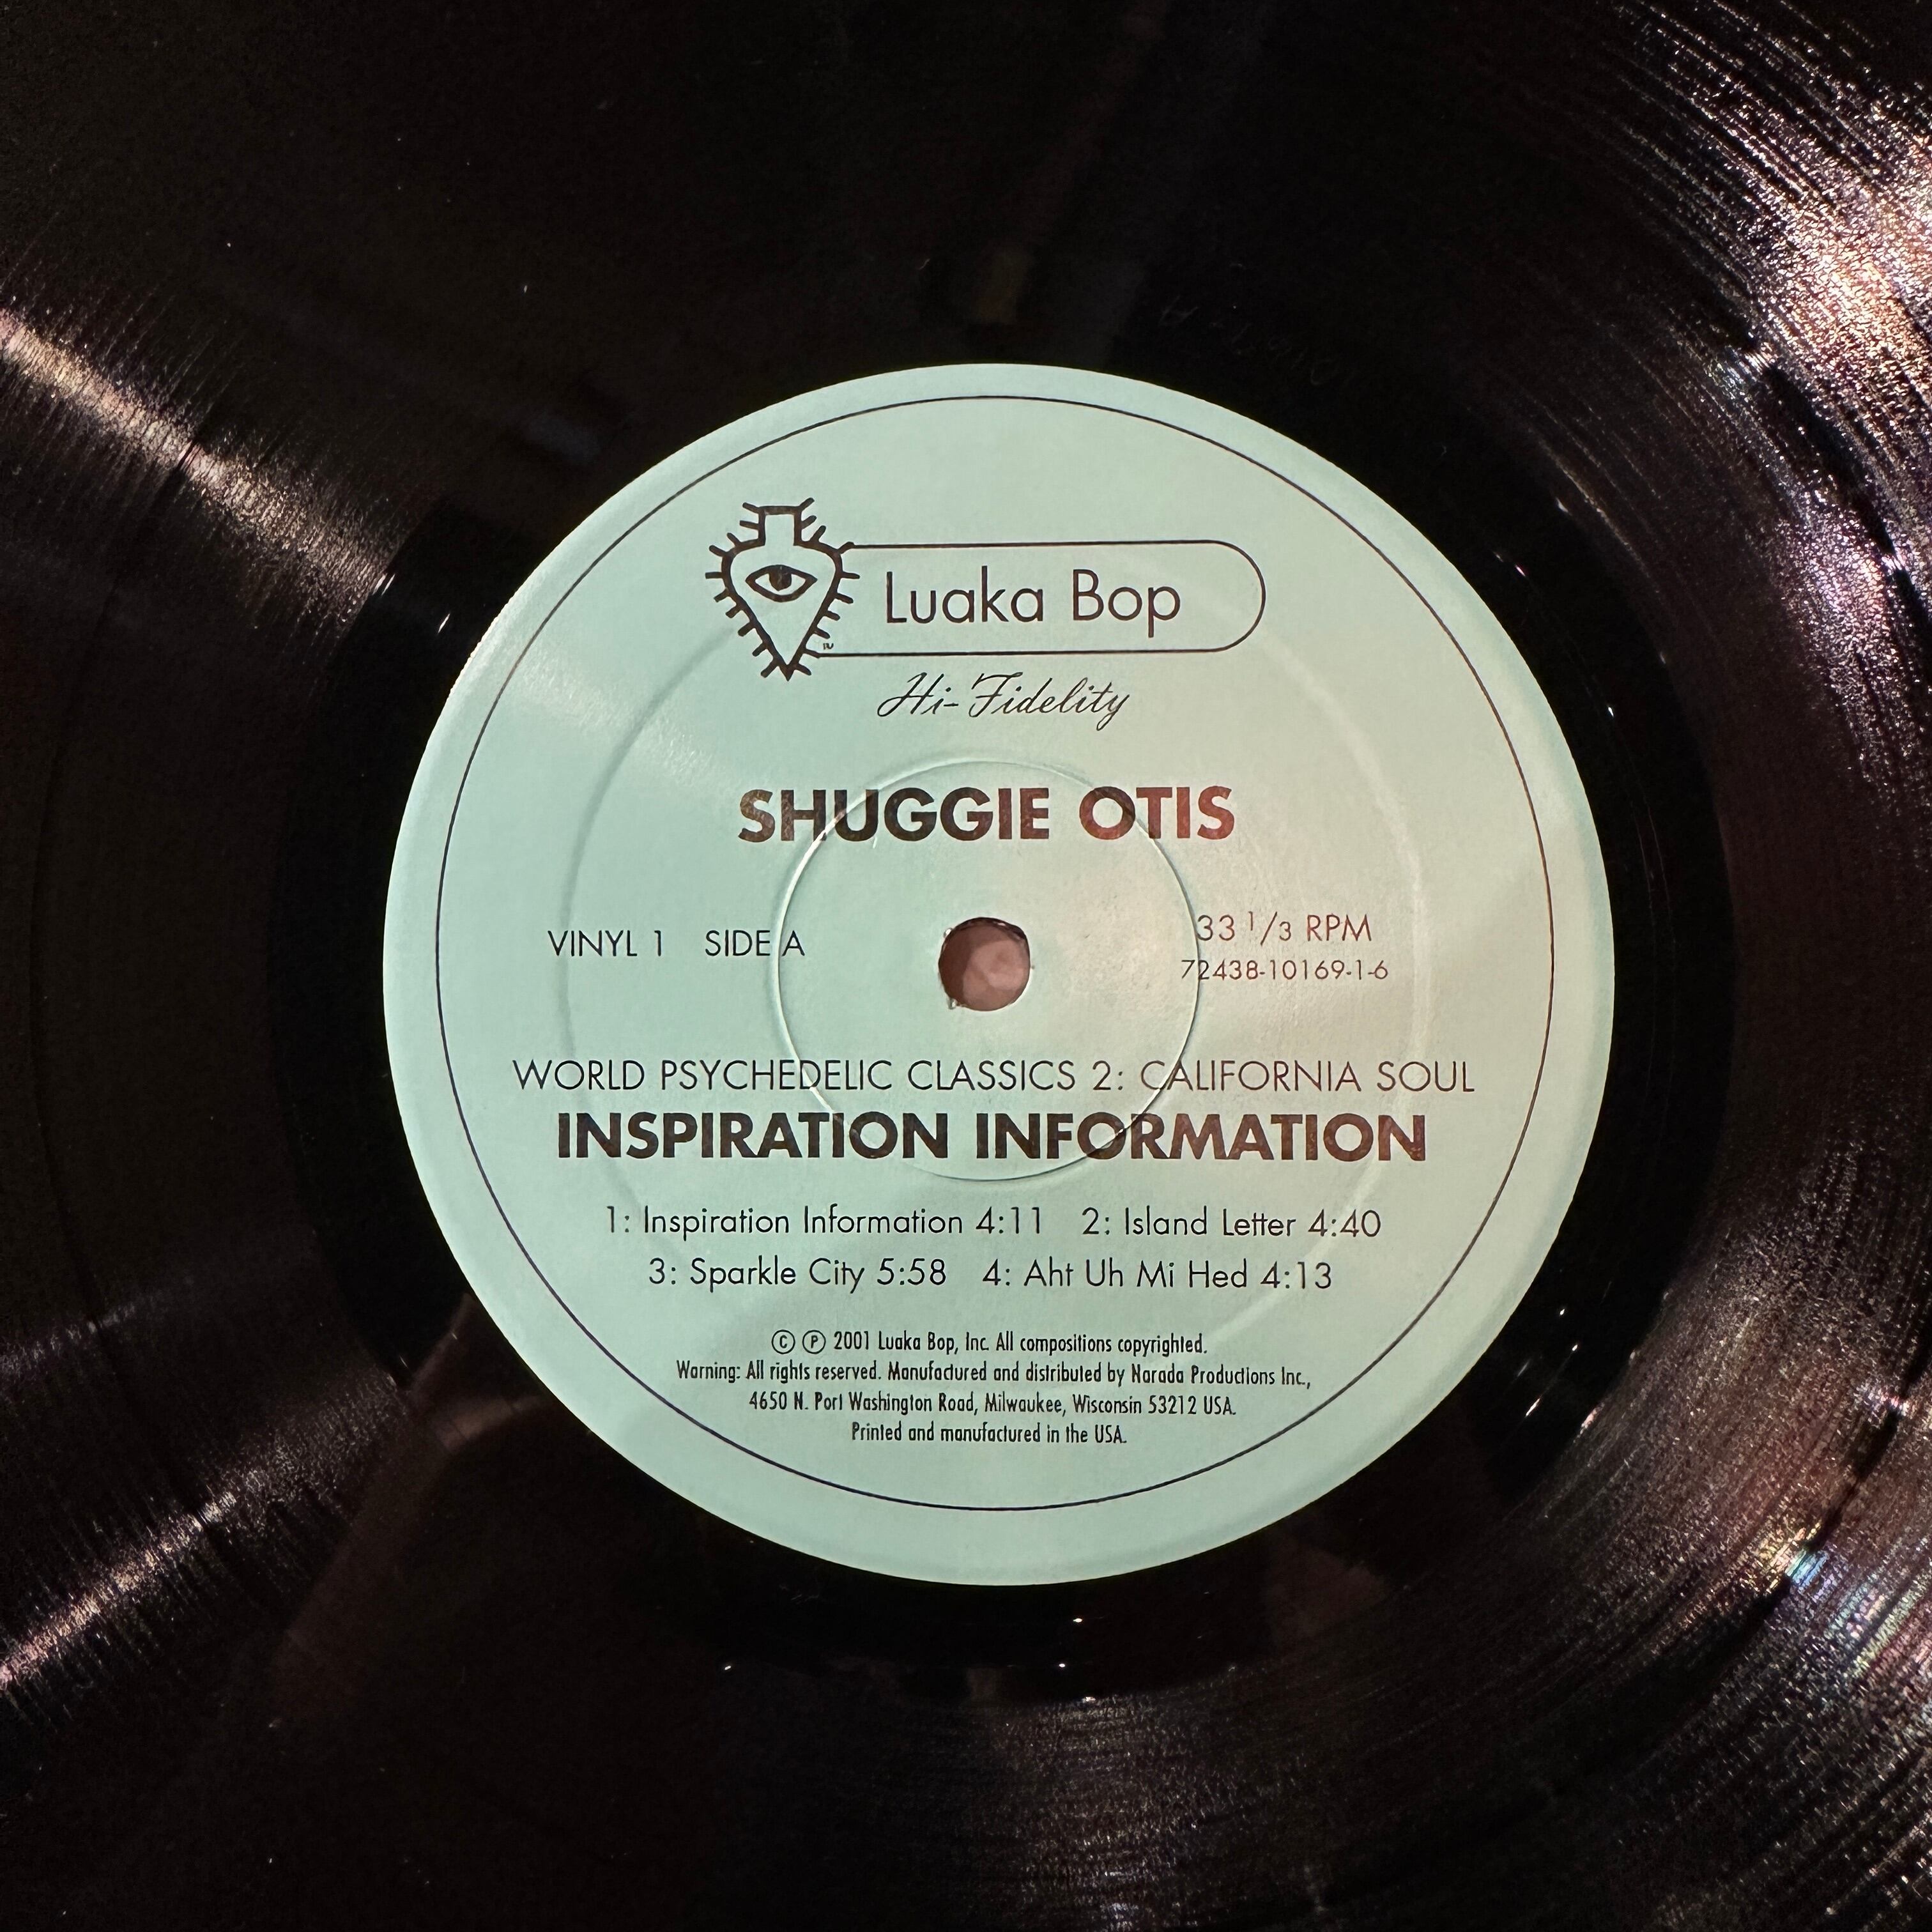 Luaka Bop
Hi-Fidelity
SHUGGIE OTIS
VINYL 1 SIDE A
33 1/3 RPM
72438-10169-1-6
WORLD PSYCHEDELIC CLASSICS 2: CALIFORNIA SOUL
INSPIRATION INFORMATION
1: Inspiration Information 4:11 2: Island Letter 4:40
3: Sparkle City 5:58 4: Aht Uh Mi Hed 4:13
© ℗ 2001 Luaka Bop, Inc. All compositions copyrighted.
Warning: All rights reserved. Manufactured and distributed by Narada Productions Inc.,
4650 N. Port Washington Road, Milwaukee, Wisconsin 53212 USA.
Printed and manufactured in the USA.